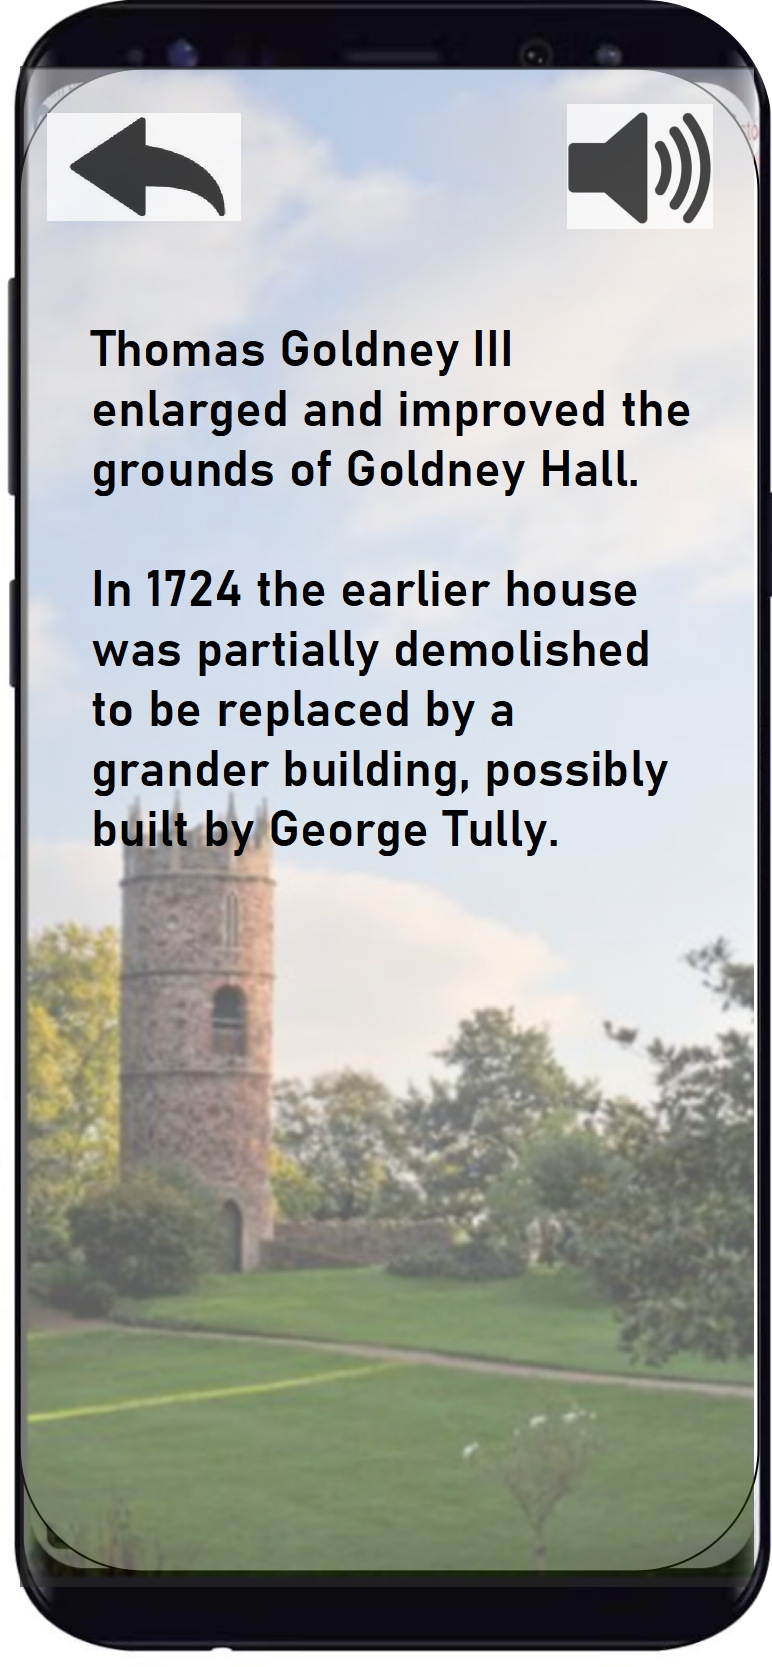 Thomas Goldney III
enlarged and improved the
grounds of Goldney Hall.
In 1724 the earlier house
was partially demolished
to be replaced by a
grander building, possibly
built by George Tully.